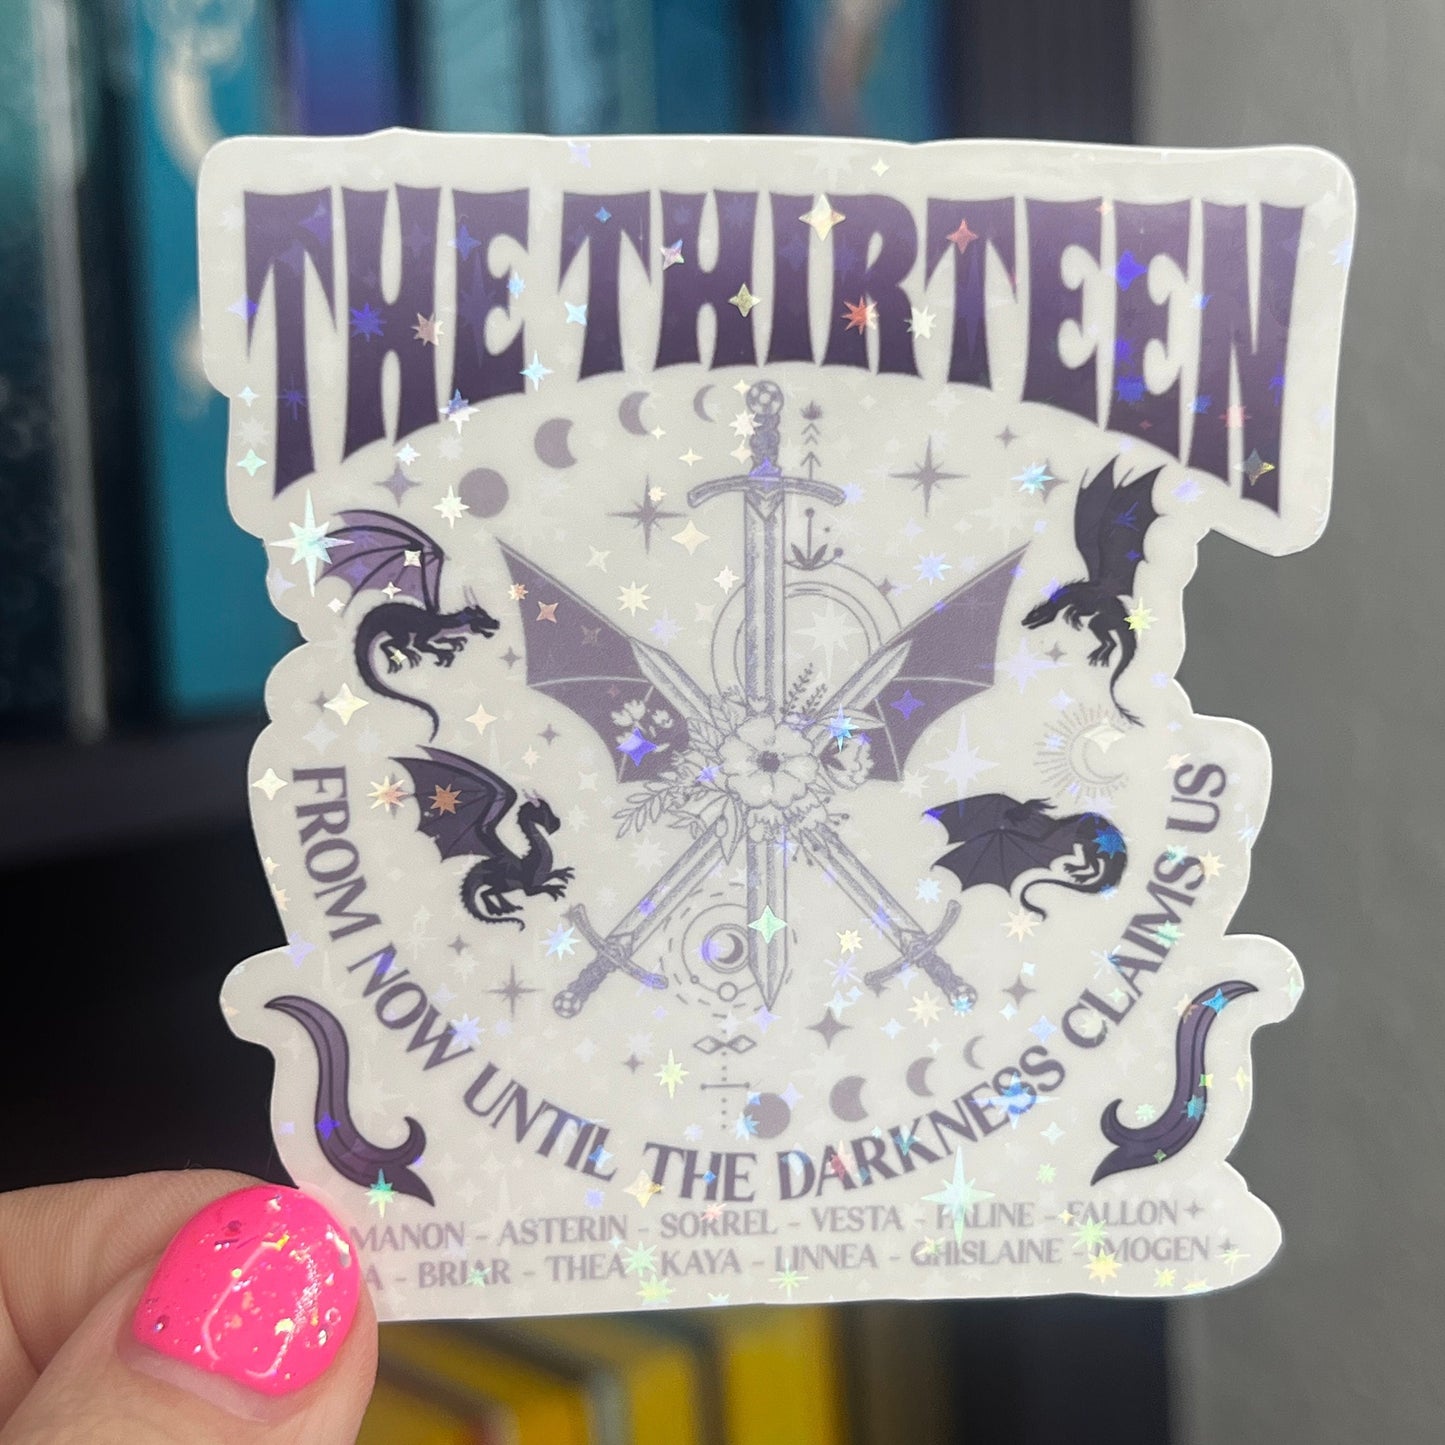 THE THIRTEEN
FROM NOW UNTIL THE DARKNESS CLAIMS US
MANON - ASTERIN - SORREL - VESTA - FALINE - FALLON
- BRIAR - THEA - KAYA - LINNEA - GHISLAINE - IMOGEN